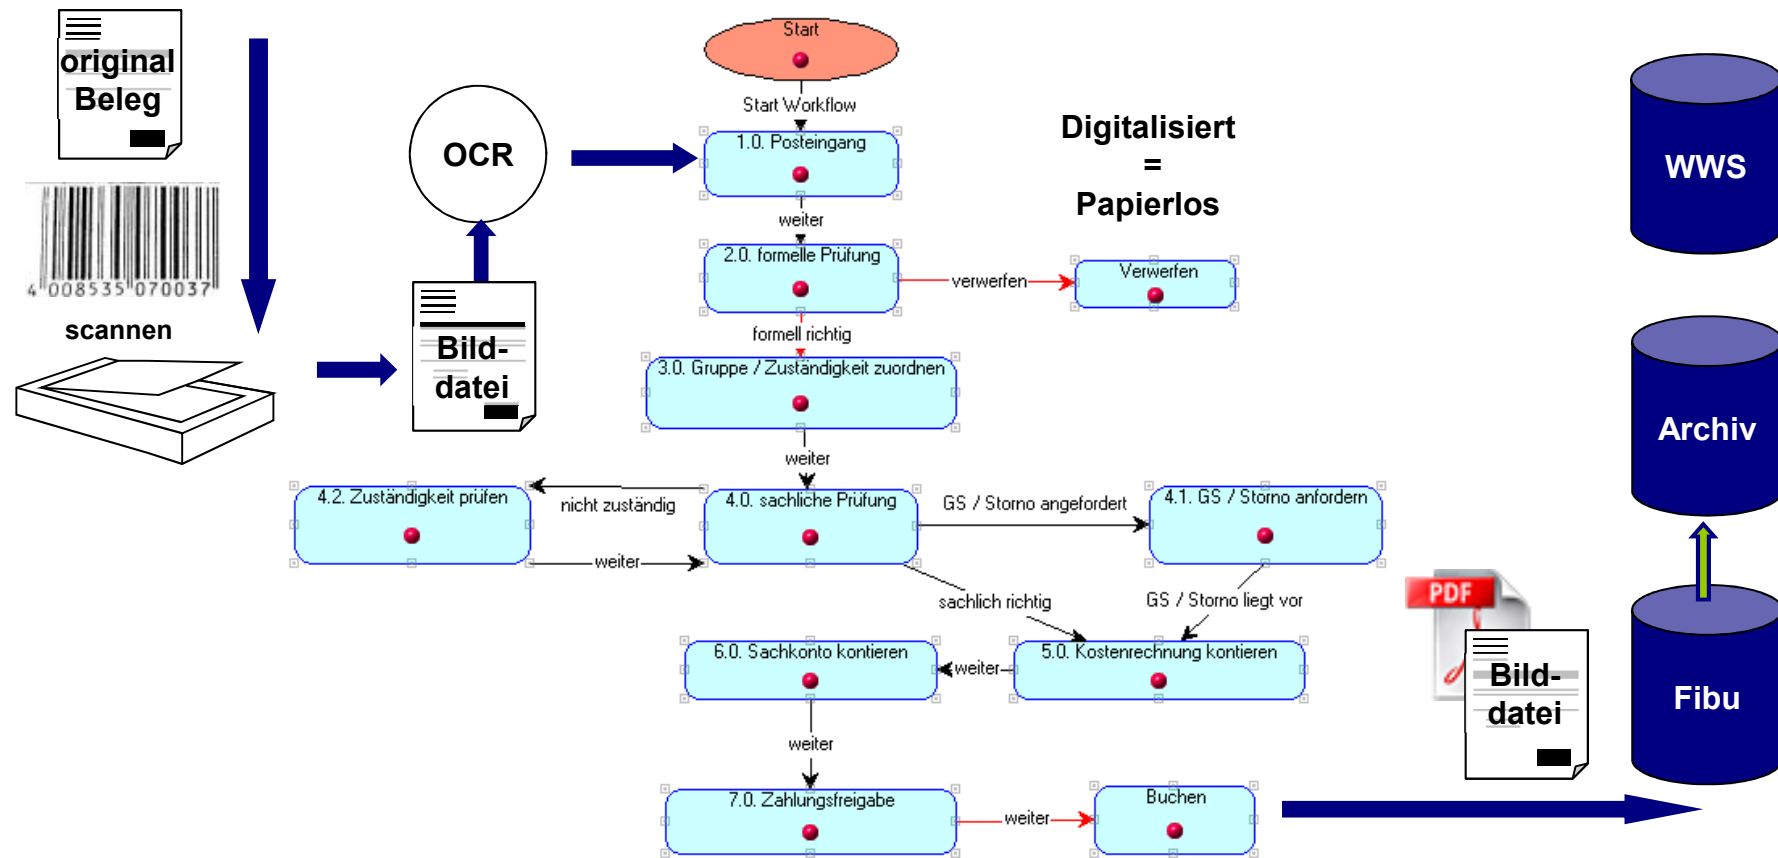 original
Beleg
4 008535 070037
scannen
OCR
Bild-
datei
Start
Start Workflow
1.0. Posteingang
weiter
2.0. formelle Prüfung
verwerfen
Verwerfen
formell richtig
3.0. Gruppe / Zuständigkeit zuordnen
weiter
4.2. Zuständigkeit prüfen
nicht zuständig
4.0. sachliche Prüfung
GS / Storno angefordert
4.1. GS / Storno anfordern
weiter
sachlich richtig
GS / Storno liegt vor
6.0. Sachkonto kontieren
weiter
5.0. Kostenrechnung kontieren
weiter
7.0. Zahlungsfreigabe
weiter
Buchen
Digitalisiert
=
Papierlos
WWS
Archiv
PDF
Bild-
datei
Fibu